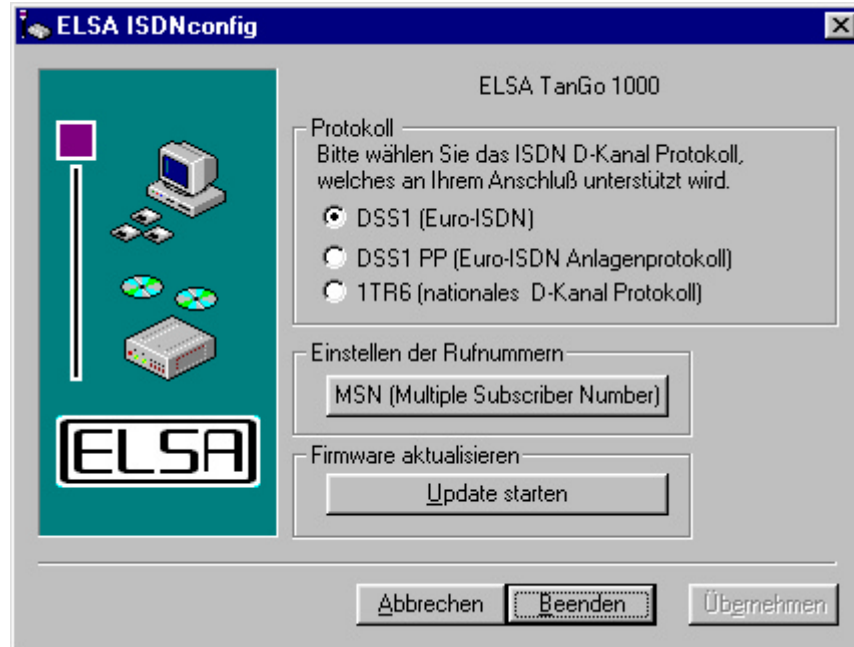 ELSA ISDNconfig
ELSA TanGo 1000
Protokoll
Bitte wählen Sie das ISDN D-Kanal Protokoll,
welches an Ihrem Anschluß unterstützt wird.
DSS1 (Euro-ISDN)
DSS1 PP (Euro-ISDN Anlagenprotokoll)
1TR6 (nationales D-Kanal Protokoll)
Einstellen der Rufnummern
MSN (Multiple Subscriber Number)
ELSA
Firmware aktualisieren
Update starten
Abbrechen
Beenden
Übernehmen